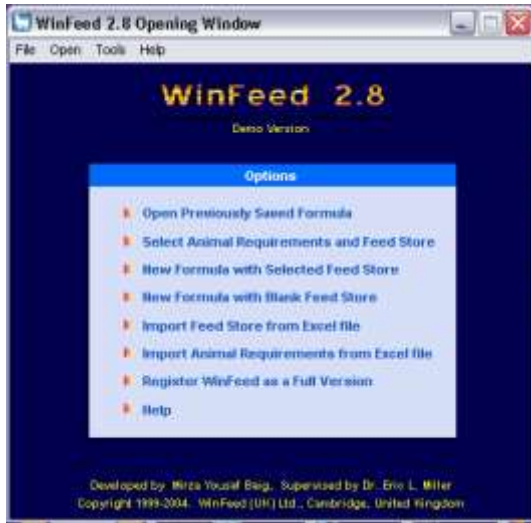 WinFeed 2.8 Opening Window
File Open Tools Help
WinFeed 2.8
Demo Version
Options
Open Previously Saved Formula
Select Animal Requirements and Feed Store
New Formula with Selected Feed Store
New Formula with Blank Feed Store
Import Feed Store from Excel file
Import Animal Requirements from Excel file
Register WinFeed as a Full Version
Help
Developed by Mirza Yousaf Baig, Supervised by Dr. Eric L. Miller
Copyright 1999-2004. WinFeed (UK) Ltd., Cambridge, United Kingdom